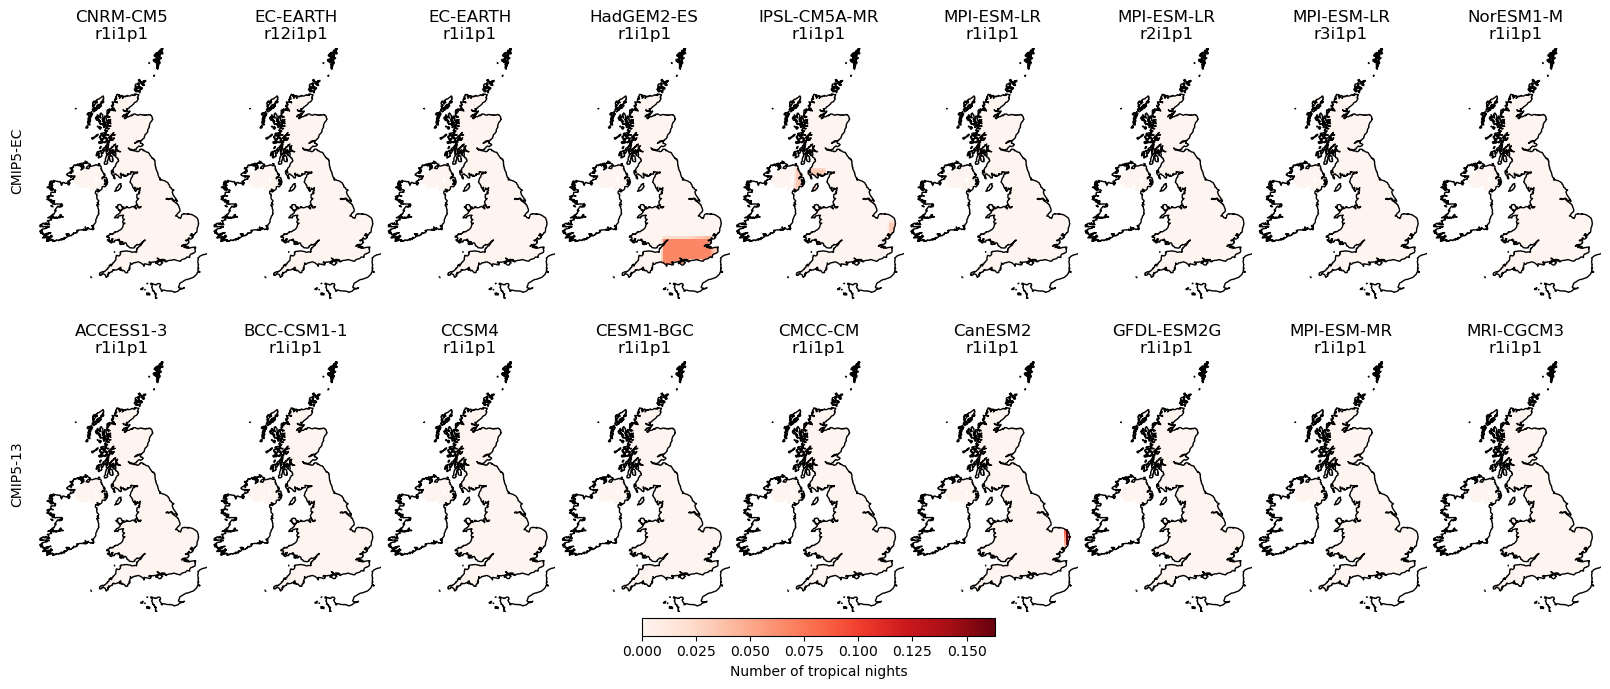 CNRM-CM5
r1i1p1
EC-EARTH
r12i1p1
EC-EARTH
r1i1p1
HadGEM2-ES
r1i1p1
IPSL-CM5A-MR
r1i1p1
MPI-ESM-LR
r1i1p1
MPI-ESM-LR
r2i1p1
MPI-ESM-LR
r3i1p1
NorESM1-M
r1i1p1
CMIP5-EC
ACCESS1-3
r1i1p1
BCC-CSM1-1
r1i1p1
CCSM4
r1i1p1
CESM1-BGC
r1i1p1
CMCC-CM
r1i1p1
CanESM2
r1i1p1
GFDL-ESM2G
r1i1p1
MPI-ESM-MR
r1i1p1
MRI-CGCM3
r1i1p1
CMIP5-13
0.000 0.025 0.050 0.075 0.100 0.125 0.150
Number of tropical nights